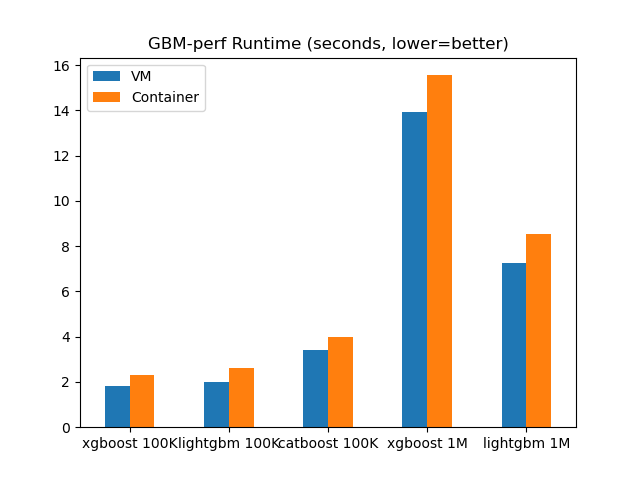 GBM-perf Runtime (seconds, lower=better)
VM
Container
16
14
12
10
8
6
4
2
0
xgboost 100K lightgbm 100K catboost 100K xgboost 1M lightgbm 1M